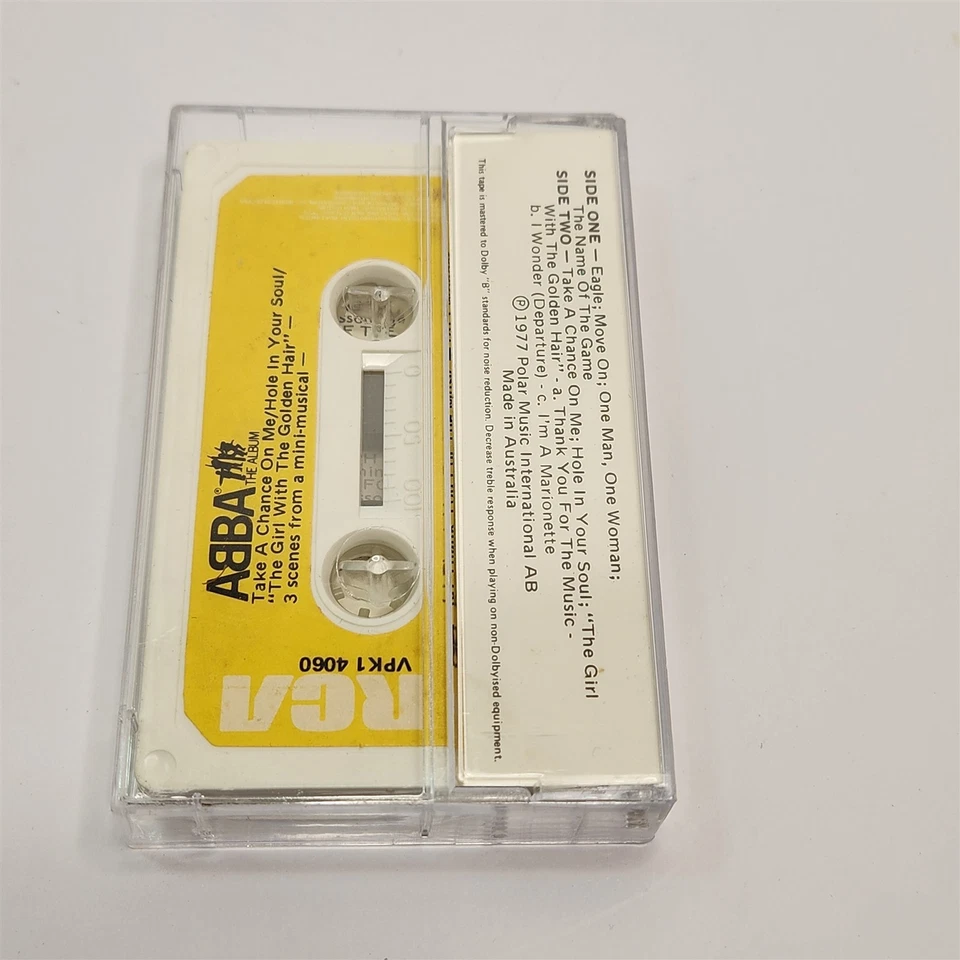 SIDE ONE — Eagle; Move On; One Man, One Woman;
The Name Of The Game
SIDE TWO — Take A Chance On Me; Hole In Your Soul; "The Girl
With The Golden Hair" - a. Thank You For The Music -
b. I Wonder (Departure) - c. I'm A Marionette
℗ 1977 Polar Music International AB
Made in Australia
This tape is mastered to Dolby "B" standards for noise reduction. Decrease treble response when playing on non-Dolbyised equipment.
ABBA®
THE ALBUM
Take A Chance On Me/Hole In Your Soul/
"The Girl With The Golden Hair" —
3 scenes from a mini-musical —
VPK1 4060
RCA
0
50
100